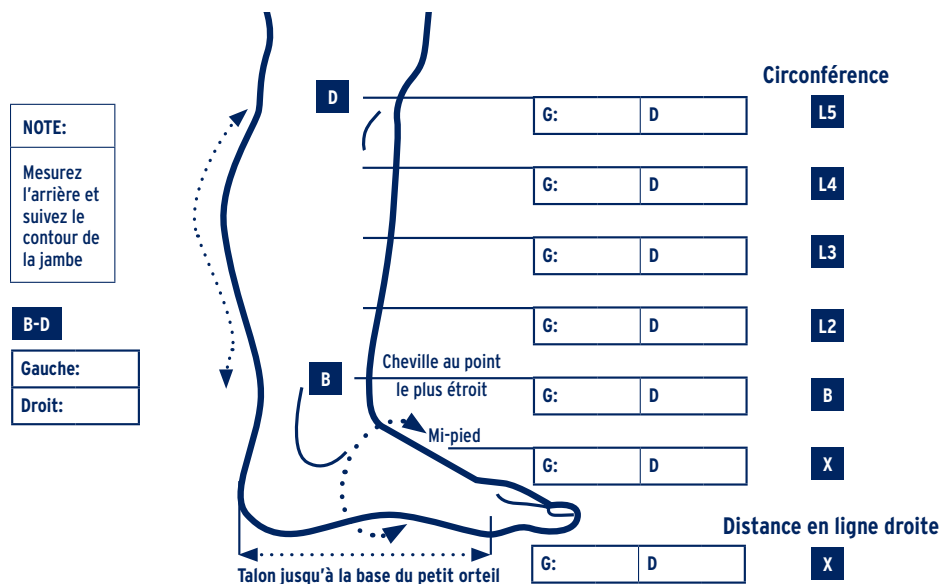 Circonférence
D
G: D L5
NOTE:
Mesurez
l'arrière et
suivez le
contour de
la jambe
G: D L4
G: D L3
B-D
Gauche:
Droit:
G: D L2
Cheville au point
le plus étroit
B
G: D B
Mi-pied
G: D X
Distance en ligne droite
Talon jusqu'à la base du petit orteil
G: D X